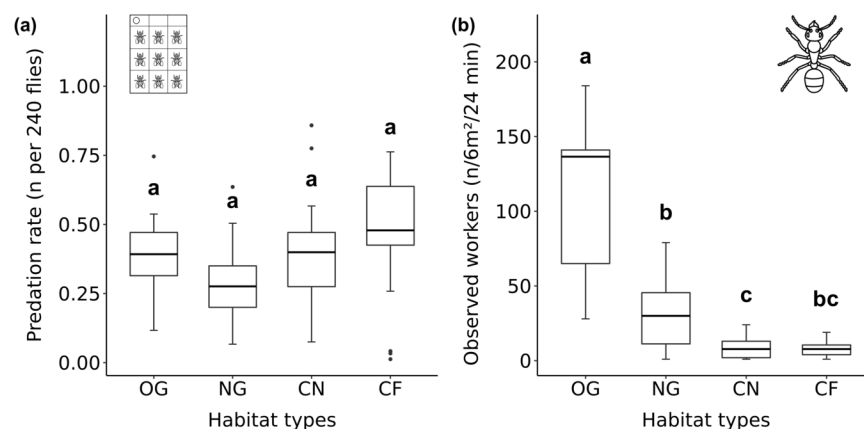 (a)
Predation rate (n per 240 flies)
1.00
0.75
0.50
0.25
0.00
a
a
a
a
OG
NG
CN
CF
Habitat types
(b)
Observed workers (n/6m²/24 min)
200
150
100
50
0
a
b
c
bc
OG
NG
CN
CF
Habitat types